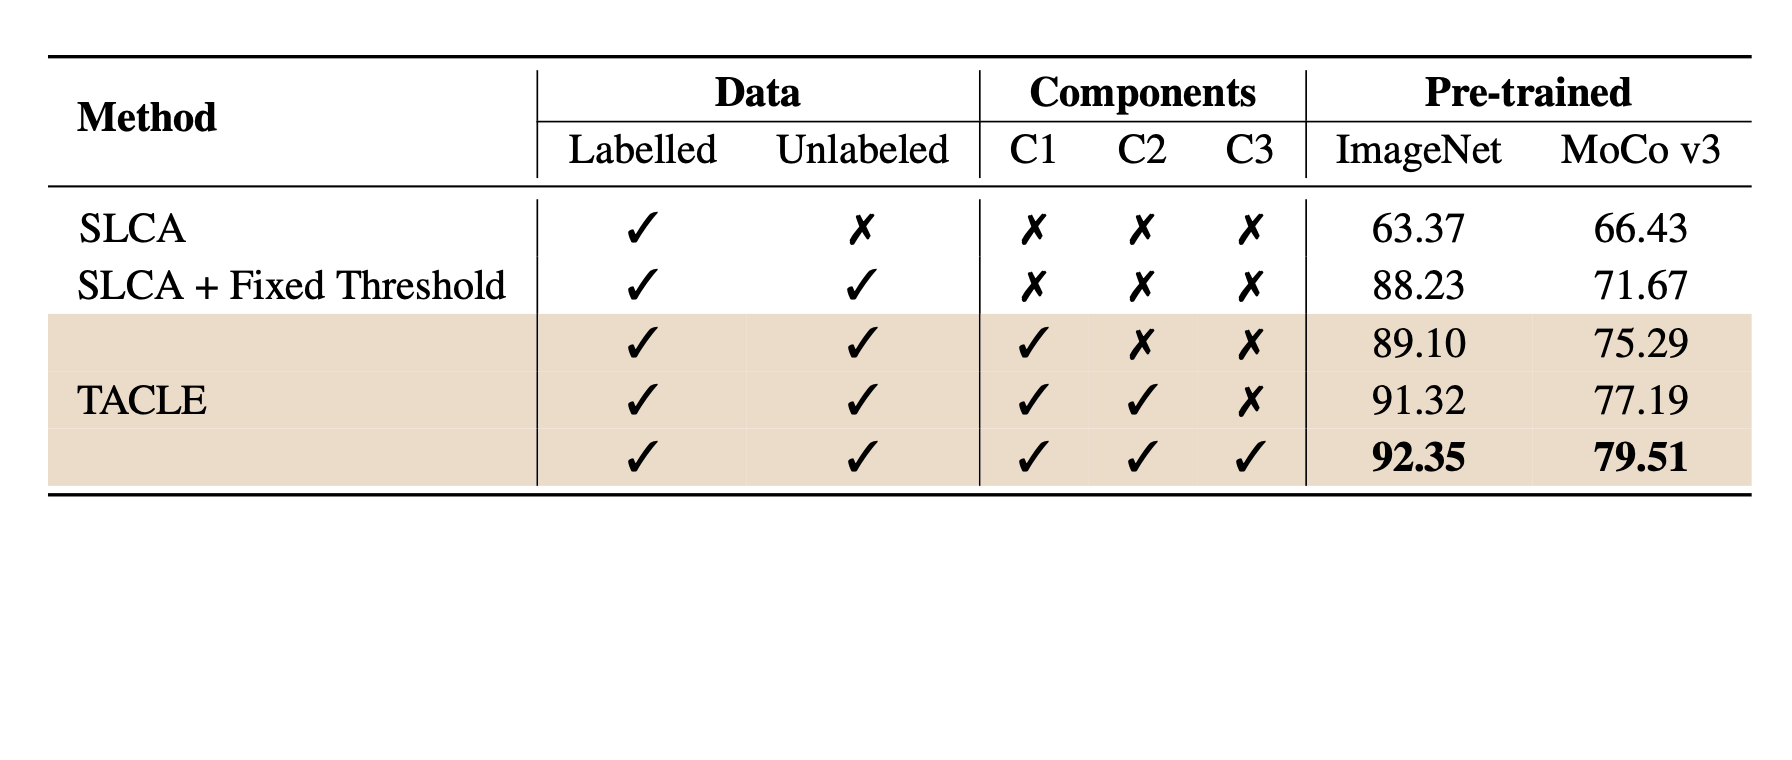 Method Data Components Pre-trained
Labelled Unlabeled C1 C2 C3 ImageNet MoCo v3
SLCA ✓ ✗ ✗ ✗ ✗ 63.37 66.43
SLCA + Fixed Threshold ✓ ✓ ✗ ✗ ✗ 88.23 71.67
✓ ✓ ✓ ✗ ✗ 89.10 75.29
TACLE ✓ ✓ ✓ ✓ ✗ 91.32 77.19
✓ ✓ ✓ ✓ ✓ 92.35 79.51